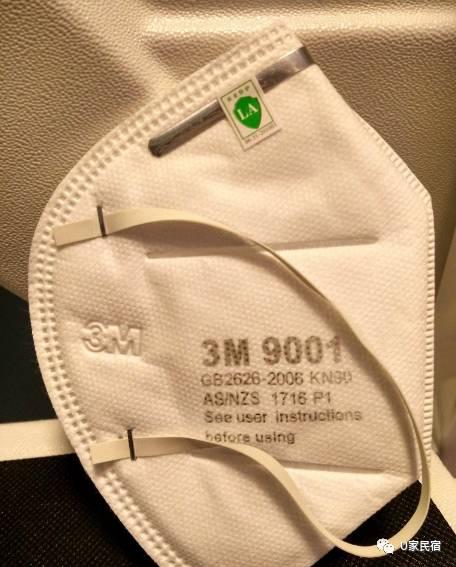 LA
3M
3M 9001
GB2626-2006 KN90
AS/NZS 1716 P1
See user instructions
before using
U家民宿